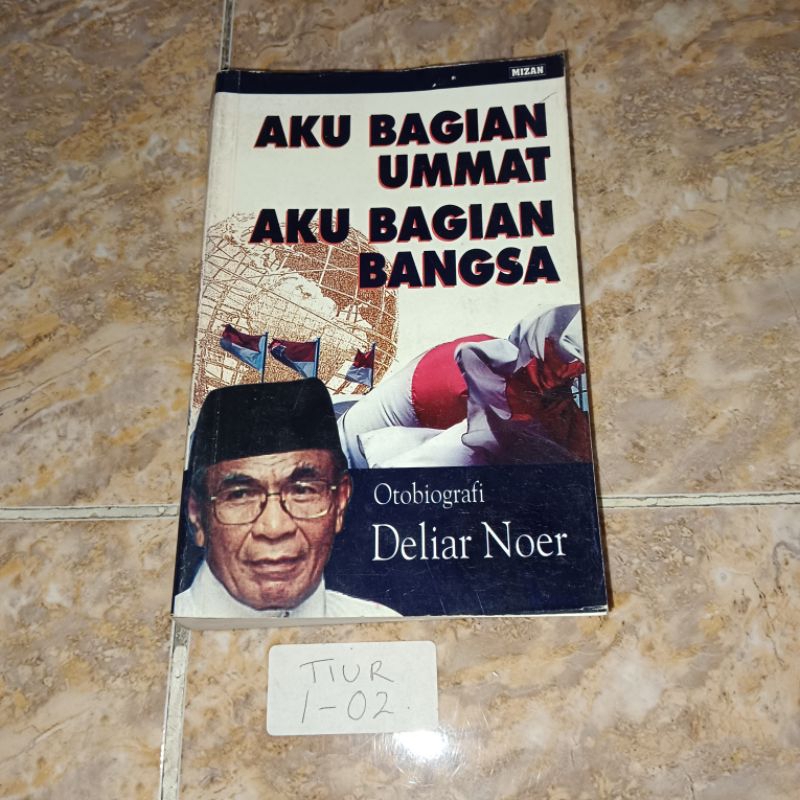 MIZAN
AKU BAGIAN
UMMAT
AKU BAGIAN
BANGSA
Otobiografi
Deliar Noer
TIUR
1-02.